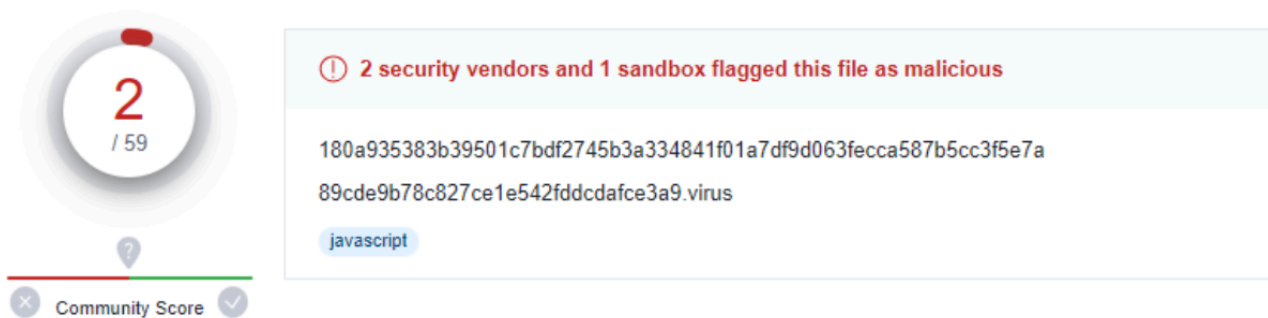 2
/ 59
Community Score
2 security vendors and 1 sandbox flagged this file as malicious
180a935383b39501c7bdf2745b3a334841f01a7df9d063fecca587b5cc3f5e7a
89cde9b78c827ce1e542fddcdafce3a9.virus
javascript